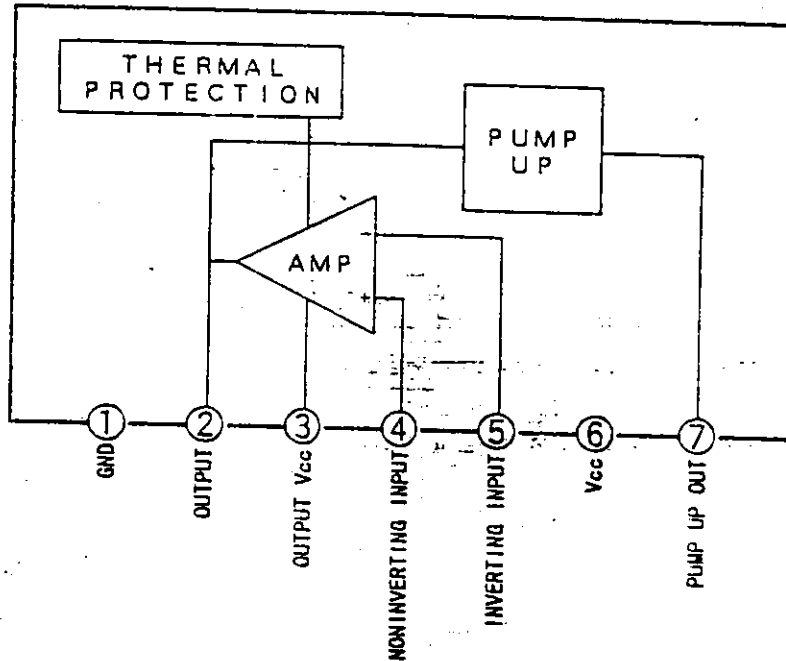 THERMAL
PROTECTION
PUMP
UP
AMP
−
+
1
2
3
4
5
6
7
GND
OUTPUT
OUTPUT Vcc
NONINVERTING INPUT
INVERTING INPUT
Vcc
PUMP UP OUT